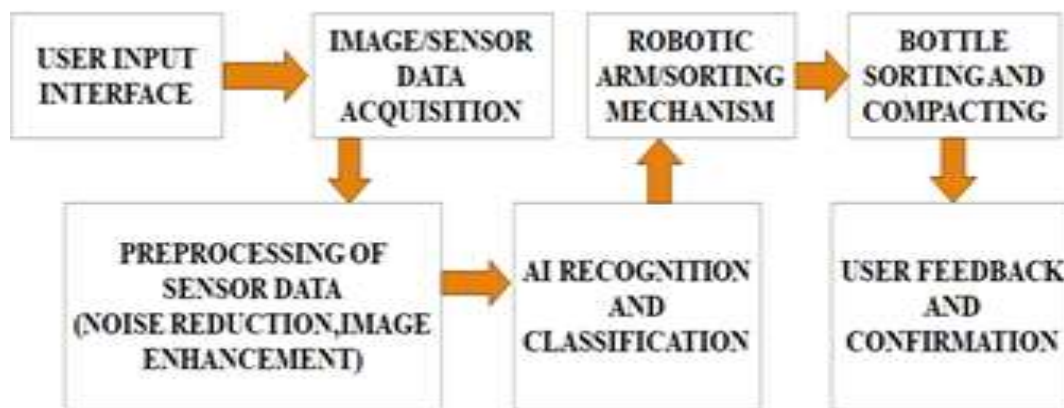 USER INPUT
INTERFACE
IMAGE/SENSOR
DATA
ACQUISITION
PREPROCESSING OF
SENSOR DATA
(NOISE REDUCTION,IMAGE
ENHANCEMENT)
AI RECOGNITION
AND
CLASSIFICATION
ROBOTIC
ARM/SORTING
MECHANISM
BOTTLE
SORTING AND
COMPACTING
USER FEEDBACK
AND
CONFIRMATION